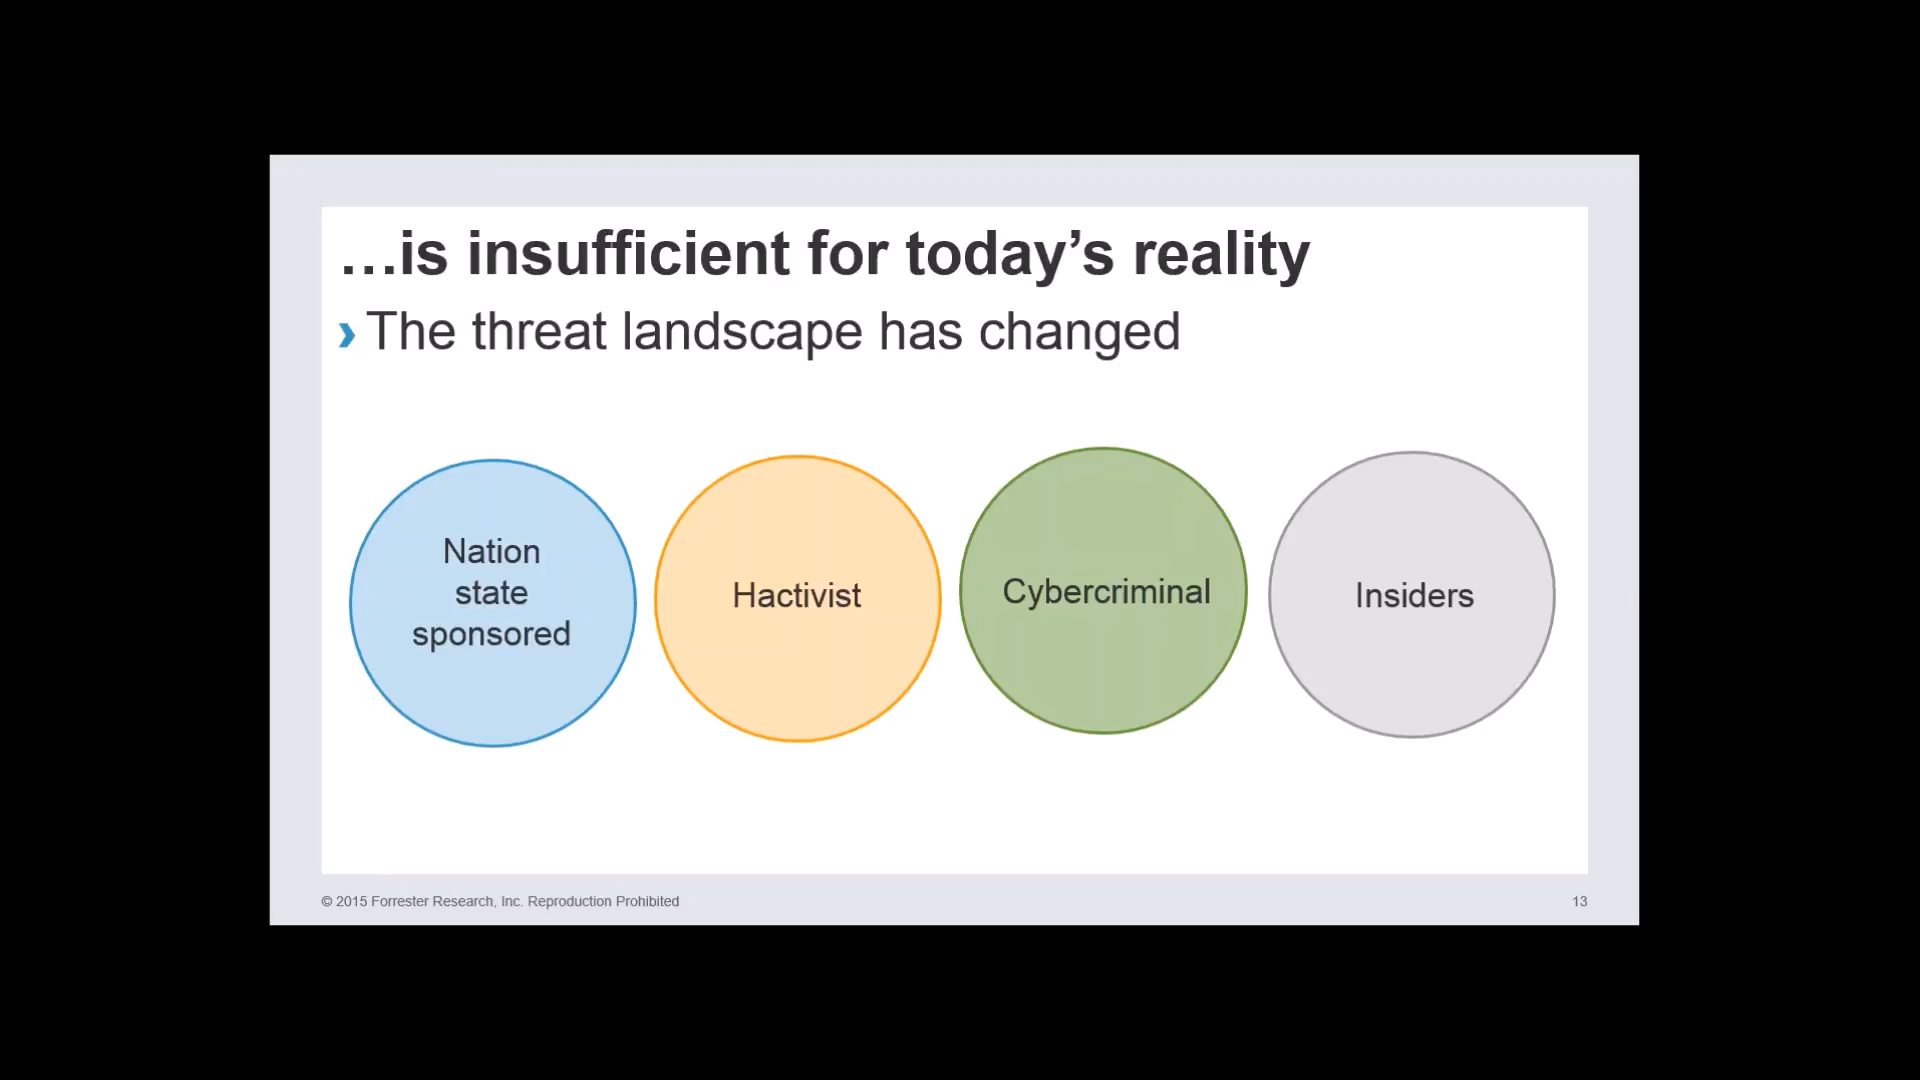 …is insufficient for today’s reality
› The threat landscape has changed
Nation
state
sponsored
Hactivist
Cybercriminal
Insiders
© 2015 Forrester Research, Inc. Reproduction Prohibited
13